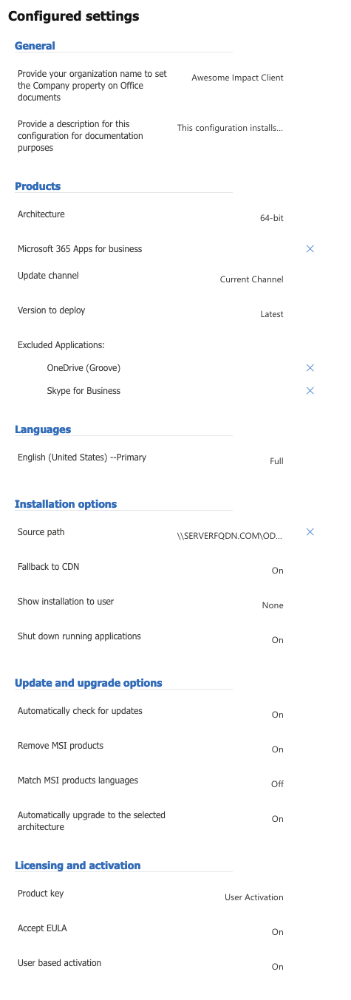 Configured settings
General
Provide your organization name to set
the Company property on Office
documents
Awesome Impact Client
Provide a description for this
configuration for documentation
purposes
This configuration installs...
Products
Architecture
64-bit
Microsoft 365 Apps for business
Update channel
Current Channel
Version to deploy
Latest
Excluded Applications:
OneDrive (Groove)
Skype for Business
Languages
English (United States) --Primary
Full
Installation options
Source path
\\SERVERFQDN.COM\OD...
Fallback to CDN
On
Show installation to user
None
Shut down running applications
On
Update and upgrade options
Automatically check for updates
On
Remove MSI products
On
Match MSI products languages
Off
Automatically upgrade to the selected
architecture
On
Licensing and activation
Product key
User Activation
Accept EULA
On
User based activation
On